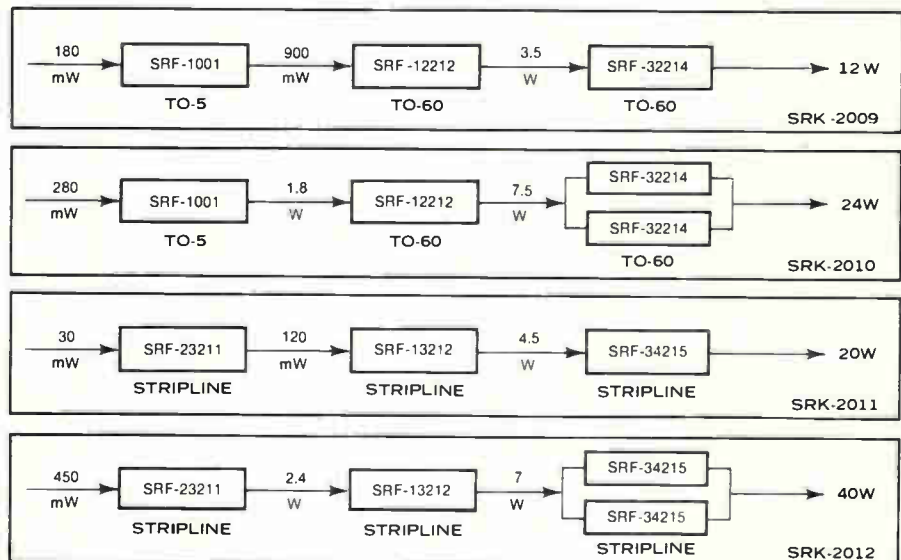 180 900 3.5
mW SRF-1001 mW SRF-12212 W SRF-32214 12 W
TO-5 TO-60 TO-60
SRK-2009
280 1.8 7.5 SRF-32214
mW SRF-1001 W SRF-12212 W 24W
SRF-32214
TO-5 TO-60 TO-60
SRK-2010
30 120 4.5
mW SRF-23211 mW SRF-13212 W SRF-34215 20W
STRIPLINE STRIPLINE STRIPLINE
SRK-2011
450 2.4 7 SRF-34215
mW SRF-23211 W SRF-13212 W 40W
SRF-34215
STRIPLINE STRIPLINE STRIPLINE
SRK-2012